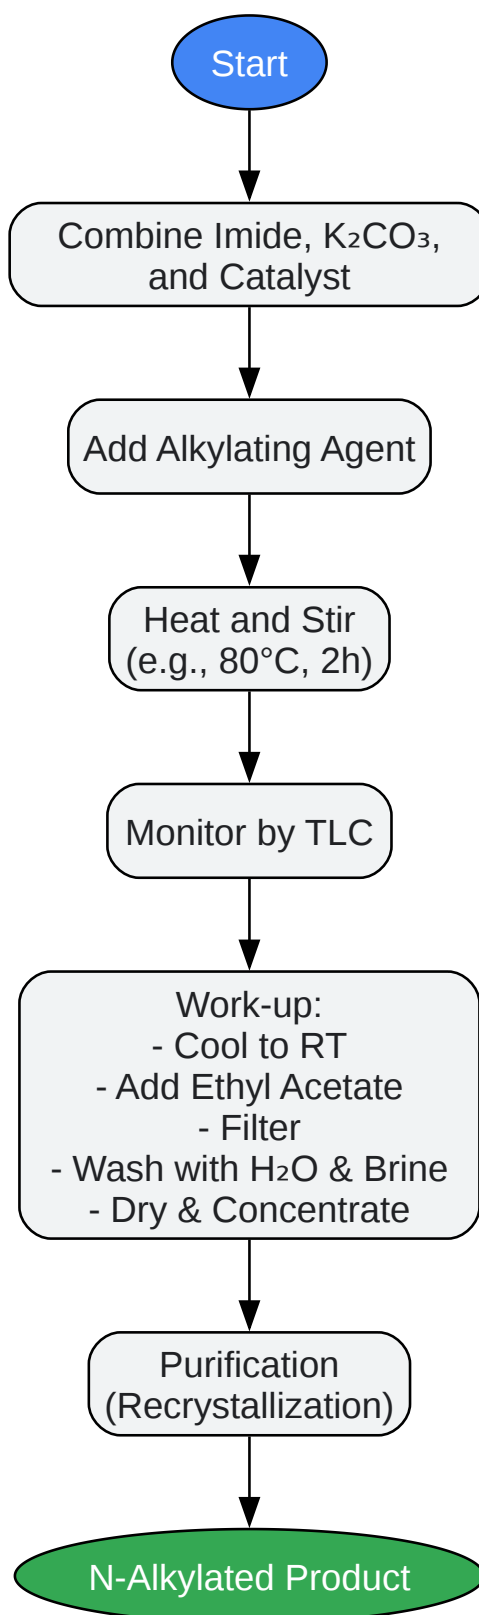 Start
Combine Imide, K₂CO₃,
and Catalyst
Add Alkylating Agent
Heat and Stir
(e.g., 80°C, 2h)
Monitor by TLC
Work-up:
- Cool to RT
- Add Ethyl Acetate
- Filter
- Wash with H₂O & Brine
- Dry & Concentrate
Purification
(Recrystallization)
N-Alkylated Product